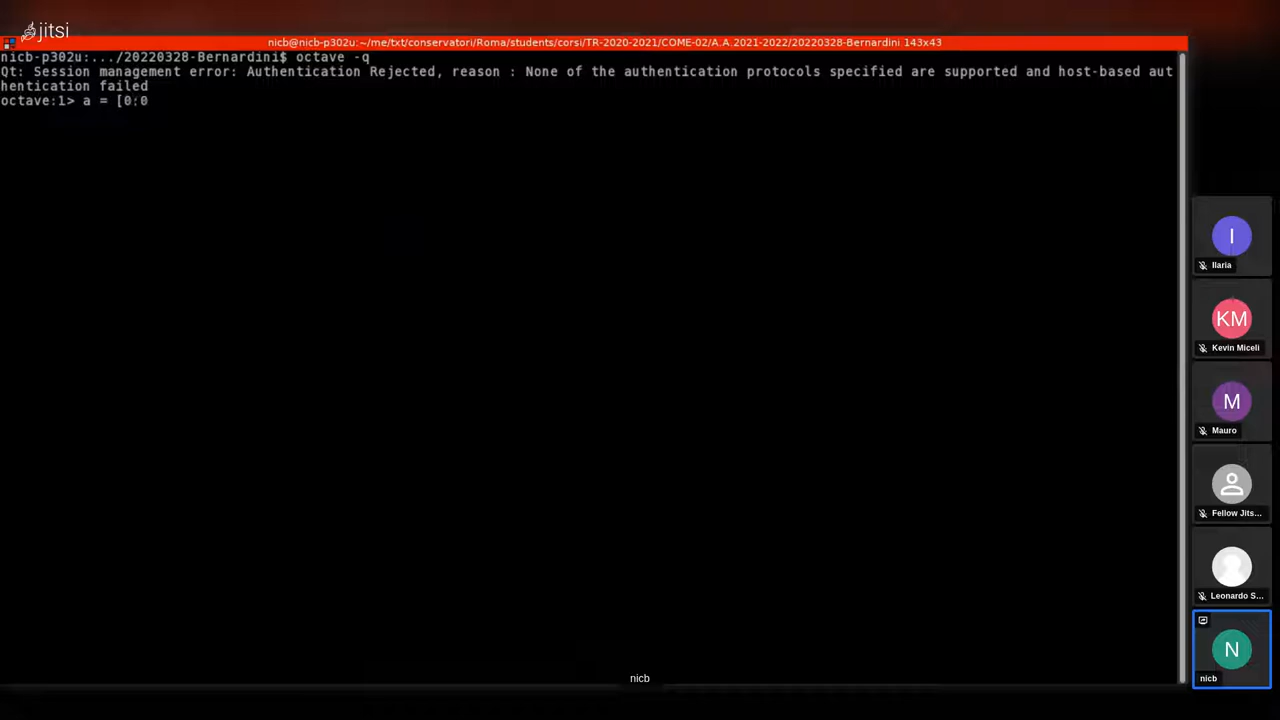 jitsi
nicb@nicb-p302u:~/me/txt/conservatori/Roma/students/corsi/TR-2020-2021/COME-02/A.A.2021-2022/20220328-Bernardini 143x43
nicb-p302u:.../20220328-Bernardini$ octave -q
Qt: Session management error: Authentication Rejected, reason : None of the authentication protocols specified are supported and host-based aut
hentication failed
octave:1> a = [0:0
I
Ilaria
KM
Kevin Miceli
M
Mauro
Fellow Jits...
Leonardo S...
N
nicb
nicb